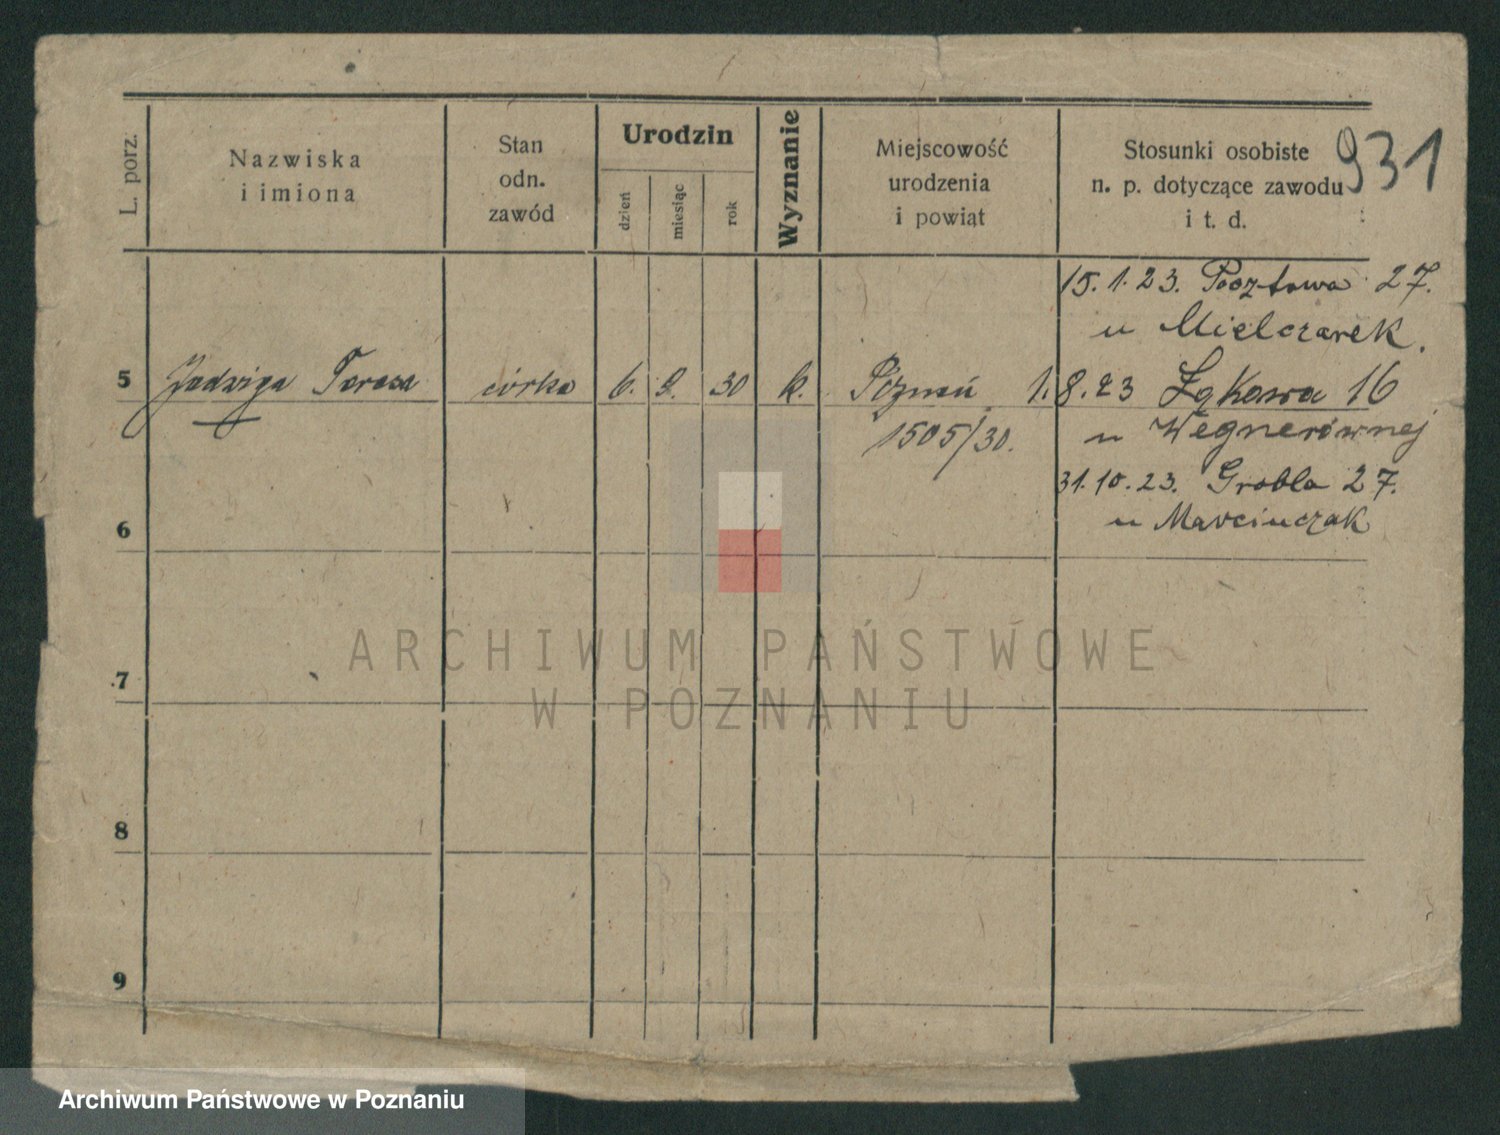 931
L. porz.
Nazwiska
i imiona
Stan
odn.
zawód
Urodzin
dzień
miesiąc
rok
Wyznanie
Miejscowość
urodzenia
i powiąt
Stosunki osobiste
n. p. dotyczące zawodu
i t. d.
15. 1. 23. Pocztowa 27.
u Mielczarek.
5 Jadwiga Teresa córka 6. 9. 30 k. Poznań 1.8.23 Łąkowa 16
1505/30. u Wegnerównej
31.10.23. Grobla 27.
6 u Marciniczak
7
8
9
ARCHIWUM PAŃSTWOWE
W POZNANIU
Archiwum Państwowe w Poznaniu